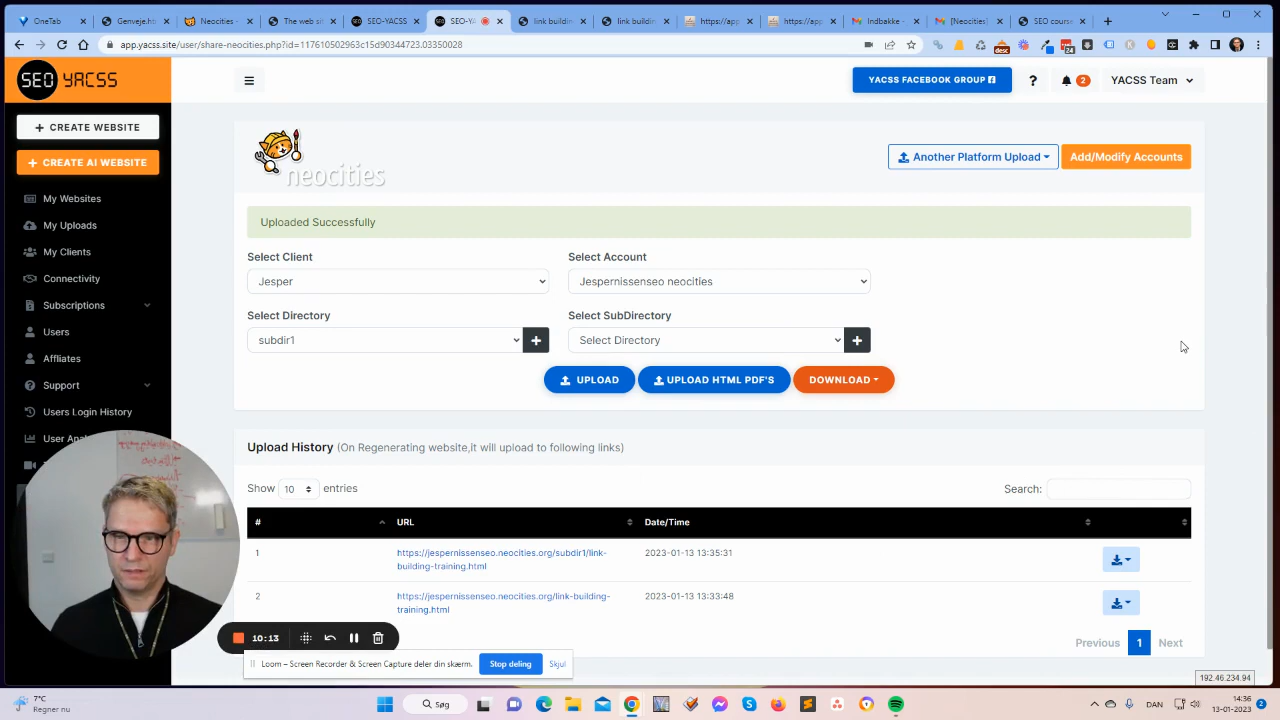 OneTab
Genveje.ht
Neocities -
The web sit
SEO-YACSS
SEO-YA
link building
link building
https://app
https://app
Indbakke -
[Neocities]
SEO cours
app.yacss.site/user/share-neocities.php?id=117610502963c15d90344723.03350028
SEO YACSS
YACSS FACEBOOK GROUP
?
2
YACSS Team
+ CREATE WEBSITE
+ CREATE AI WEBSITE
My Websites
My Uploads
My Clients
Connectivity
Subscriptions
Users
Affliates
Support
Users Login History
User Ana
neocities
Another Platform Upload
Add/Modify Accounts
Uploaded Successfully
Select Client
Select Account
Jesper
Jespernissenseo neocities
Select Directory
Select SubDirectory
subdir1
Select Directory
UPLOAD
UPLOAD HTML PDF'S
DOWNLOAD
Upload History (On Regenerating website,it will upload to following links)
Show 10 entries
Search:
# URL Date/Time
1 https://jespernissenseo.neocities.org/subdir1/link- 2023-01-13 13:35:31
building-training.html
2 https://jespernissenseo.neocities.org/link-building- 2023-01-13 13:33:48
training.html
Previous 1 Next
10:13
Loom – Screen Recorder & Screen Capture deler din skærm.
Stop deling
Skjul
192.46.234.94
7°C
Regner nu
Søg
DAN
14:36
13-01-2023